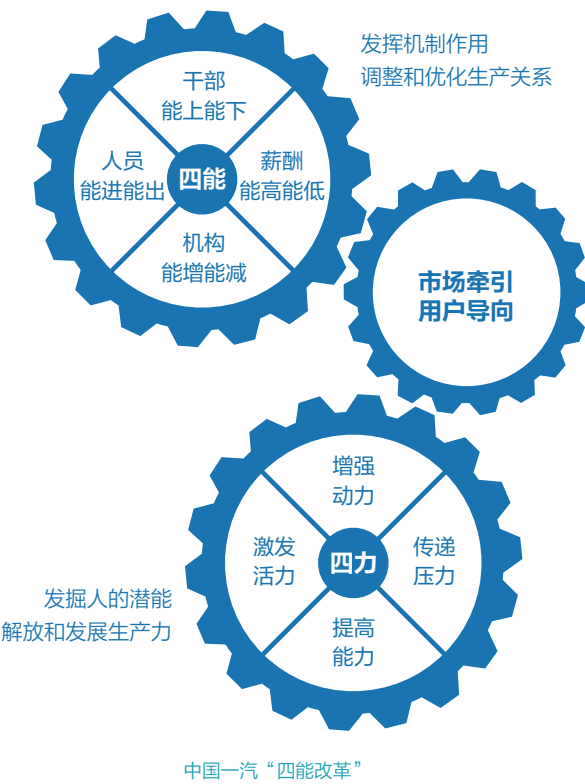 发挥机制作用
调整和优化生产关系
干部
能上能下
人员
能进能出
四能
薪酬
能高能低
机构
能增能减
市场牵引
用户导向
增强
动力
激发
活力
四力
传递
压力
提高
能力
发掘人的潜能
解放和发展生产力
中国一汽“四能改革”